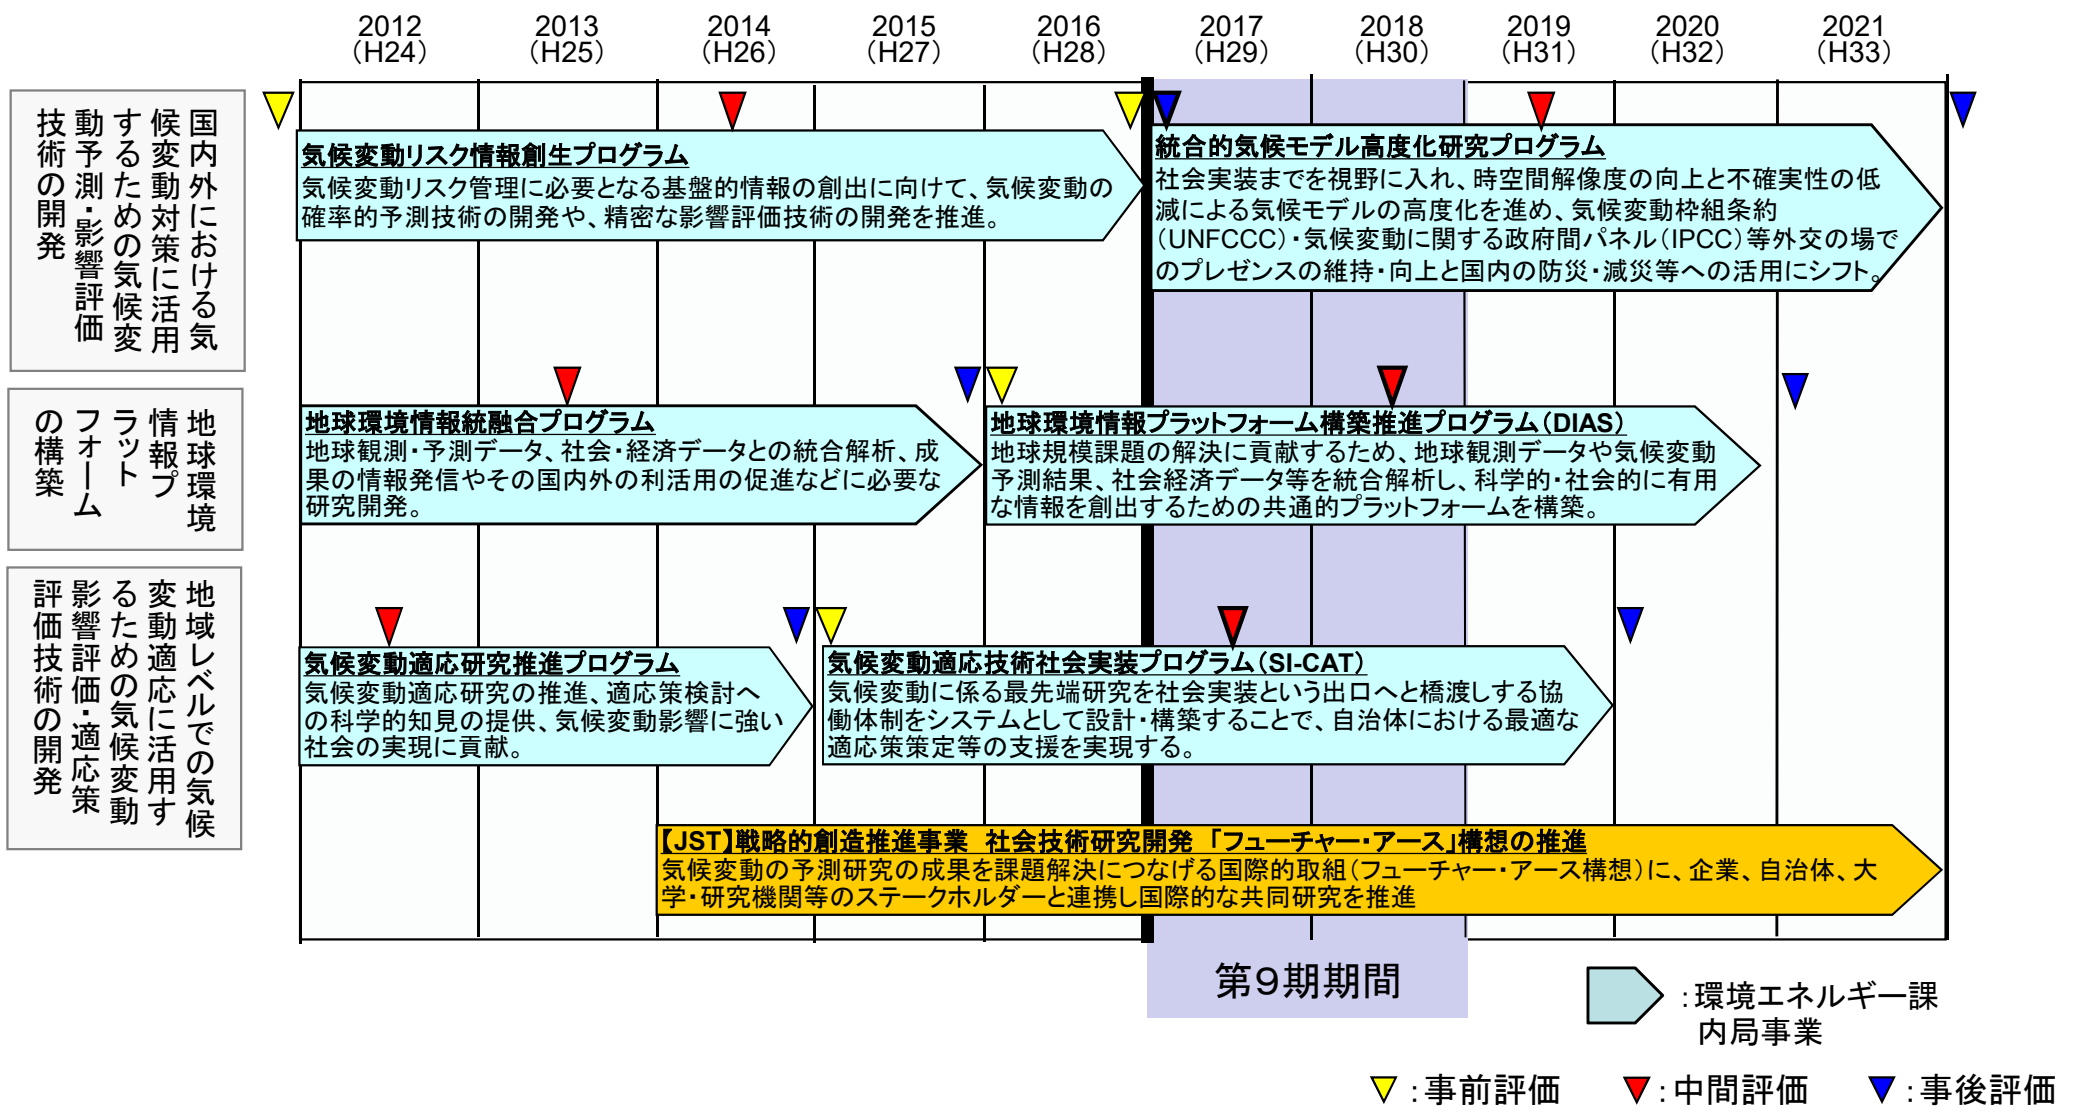 2012
(H24)
2013
(H25)
2014
(H26)
2015
(H27)
2016
(H28)
2017
(H29)
2018
(H30)
2019
(H31)
2020
(H32)
2021
(H33)
国内外における気
候変動対策に活用
するための気候変
動予測・影響評価
技術の開発
気候変動リスク情報創生プログラム
気候変動リスク管理に必要となる基盤的情報の創出に向けて、気候変動の
確率的予測技術の開発や、精密な影響評価技術の開発を推進。
統合的気候モデル高度化研究プログラム
社会実装までを視野に入れ、時空間解像度の向上と不確実性の低
減による気候モデルの高度化を進め、気候変動枠組条約
(UNFCCC)・気候変動に関する政府間パネル(IPCC)等外交の場で
のプレゼンスの維持・向上と国内の防災・減災等への活用にシフト。
地球環境
情報プ
ラット
フォーム
の構築
地球環境情報統融合プログラム
地球観測・予測データ、社会・経済データとの統合解析、成
果の情報発信やその国内外の利活用の促進などに必要な
研究開発。
地球環境情報プラットフォーム構築推進プログラム(DIAS)
地球規模課題の解決に貢献するため、地球観測データや気候変動
予測結果、社会経済データ等を統合解析し、科学的・社会的に有用
な情報を創出するための共通的プラットフォームを構築。
地域レベルでの気候
変動適応に活用す
るための気候変動
影響評価・適応策
評価技術の開発
気候変動適応研究推進プログラム
気候変動適応研究の推進、適応策検討へ
の科学的知見の提供、気候変動影響に強い
社会の実現に貢献。
気候変動適応技術社会実装プログラム(SI-CAT)
気候変動に係る最先端研究を社会実装という出口へと橋渡しする協
働体制をシステムとして設計・構築することで、自治体における最適な
適応策策定等の支援を実現する。
【JST】戦略的創造推進事業 社会技術研究開発 「フューチャー・アース」構想の推進
気候変動の予測研究の成果を課題解決につなげる国際的取組(フューチャー・アース構想)に、企業、自治体、大
学・研究機関等のステークホルダーと連携し国際的な共同研究を推進
第9期期間
:環境エネルギー課
内局事業
:事前評価
:中間評価
:事後評価